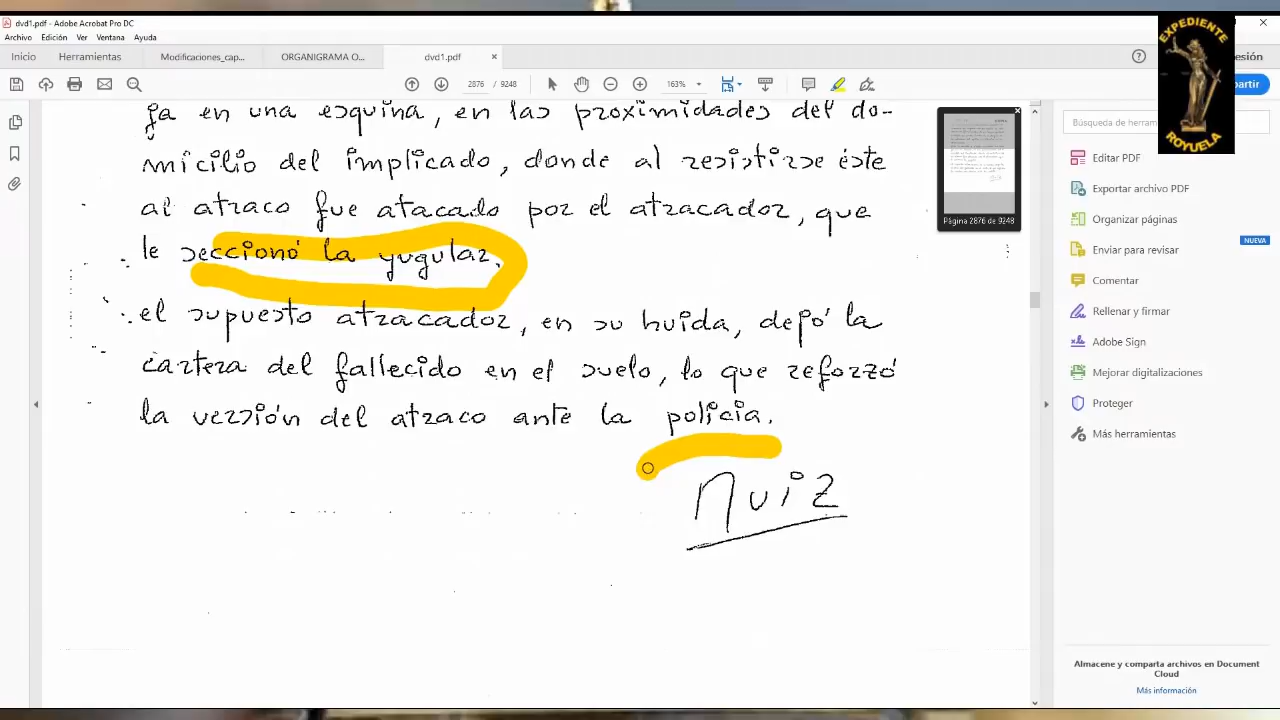 dvd1.pdf - Adobe Acrobat Pro DC
Archivo Edición Ver Ventana Ayuda
Inicio Herramientas Modificaciones_cap... ORGANIGRAMA O... dvd1.pdf × sión
2876 / 9248 163% partir
EXPEDIENTE
ROYUELA
ga en una esquina, en las proximidades del do-
micilio del implicado, donde al resistirse éste
al atraco fue atacado por el atracador, que
le seccionó la yugular.
el supuesto atracador, en su huida, dejó la
cartera del fallecido en el suelo, lo que reforzó
la versión del atraco ante la policía.
Ruiz
Página 2876 de 9248
Búsqueda de herram
Editar PDF
Exportar archivo PDF
Organizar páginas
NUEVA
Enviar para revisar
Comentar
Rellenar y firmar
Adobe Sign
Mejorar digitalizaciones
Proteger
Más herramientas
Almacene y comparta archivos en Document
Cloud
Más información